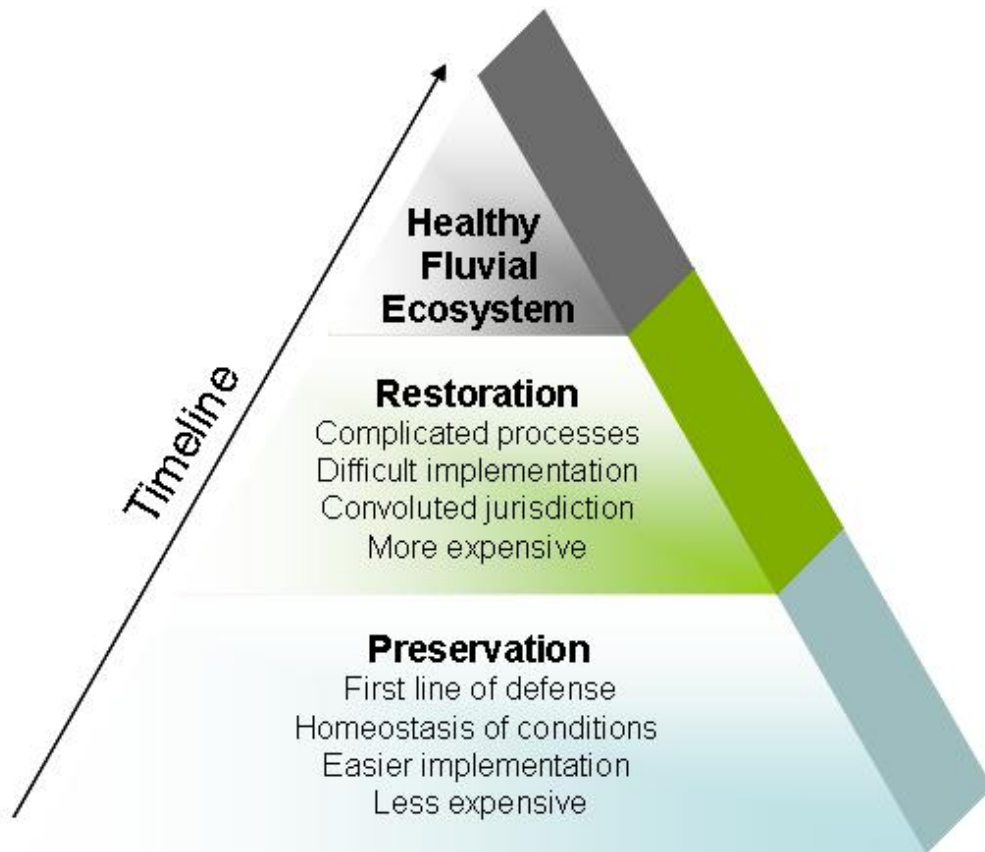 Healthy
Fluvial
Ecosystem
Timeline
Restoration
Complicated processes
Difficult implementation
Convoluted jurisdiction
More expensive
Preservation
First line of defense
Homeostasis of conditions
Easier implementation
Less expensive